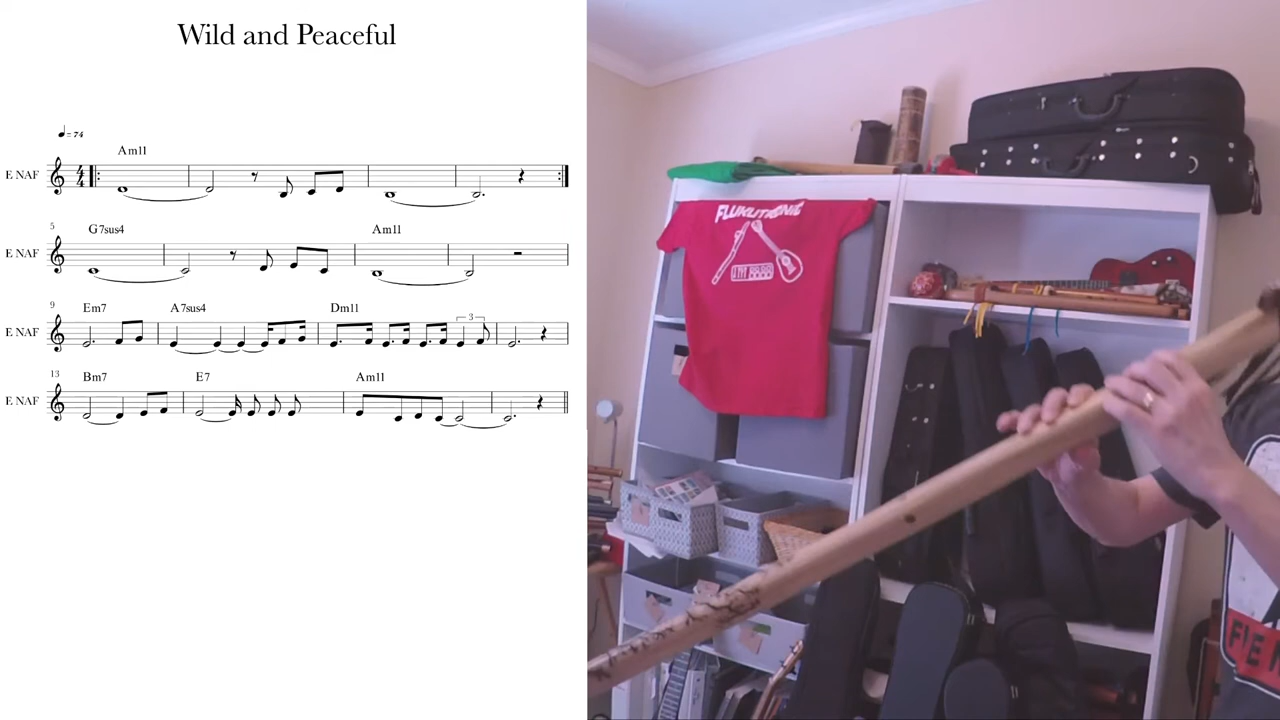 Wild and Peaceful
= 74
Am11
E NAF
5
G7sus4 Am11
E NAF
9
Em7 A7sus4 Dm11
3
E NAF
13
Bm7 E7 Am11
E NAF
FLUKUTRONIC